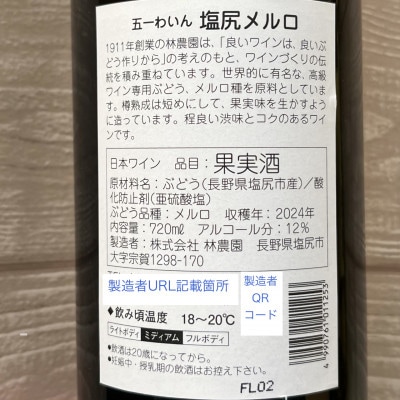 五一わいん 塩尻メルロ
1911年創業の林農園は、「良いワインは、良いぶ
どう作りから」の考えのもと、ワインづくりの伝
統を積み重ねています。世界的に有名な、高級
ワイン専用ぶどう、メルロ種を原料としていま
す。樽熟成は短めにして、果実味を生かすよう
に造っています。程良い渋味とコクのあるワイ
ンです。
日本ワイン 品目：果実酒
原材料名：ぶどう(長野県塩尻市産)／酸
化防止剤(亜硫酸塩)
ぶどう品種：メルロ 収穫年：2024年
内容量：720㎖ アルコール分：12％
製造者：株式会社 林農園 長野県塩尻市
大字宗賀1298-170
製造者URL記載箇所
製造者
QR
コード
◆飲み頃温度 18～20℃
ライトボディ ミディアム フルボディ
●飲酒は20歳になってから。
●妊娠中・授乳期の飲酒はお控え下さい。
FL02
4990761011253